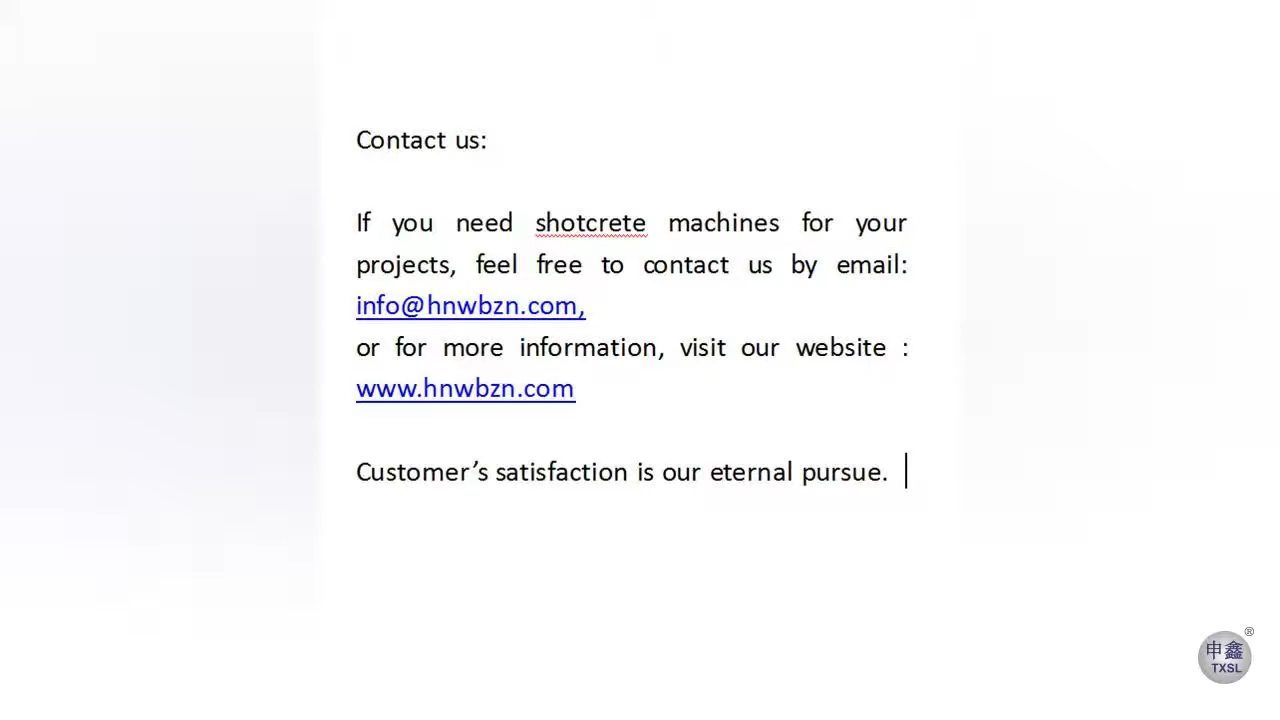 Contact us:
If you need shotcrete machines for your
projects, feel free to contact us by email:
info@hnwbzn.com,
or for more information, visit our website :
www.hnwbzn.com
Customer’s satisfaction is our eternal pursue.
®
申鑫
TXSL